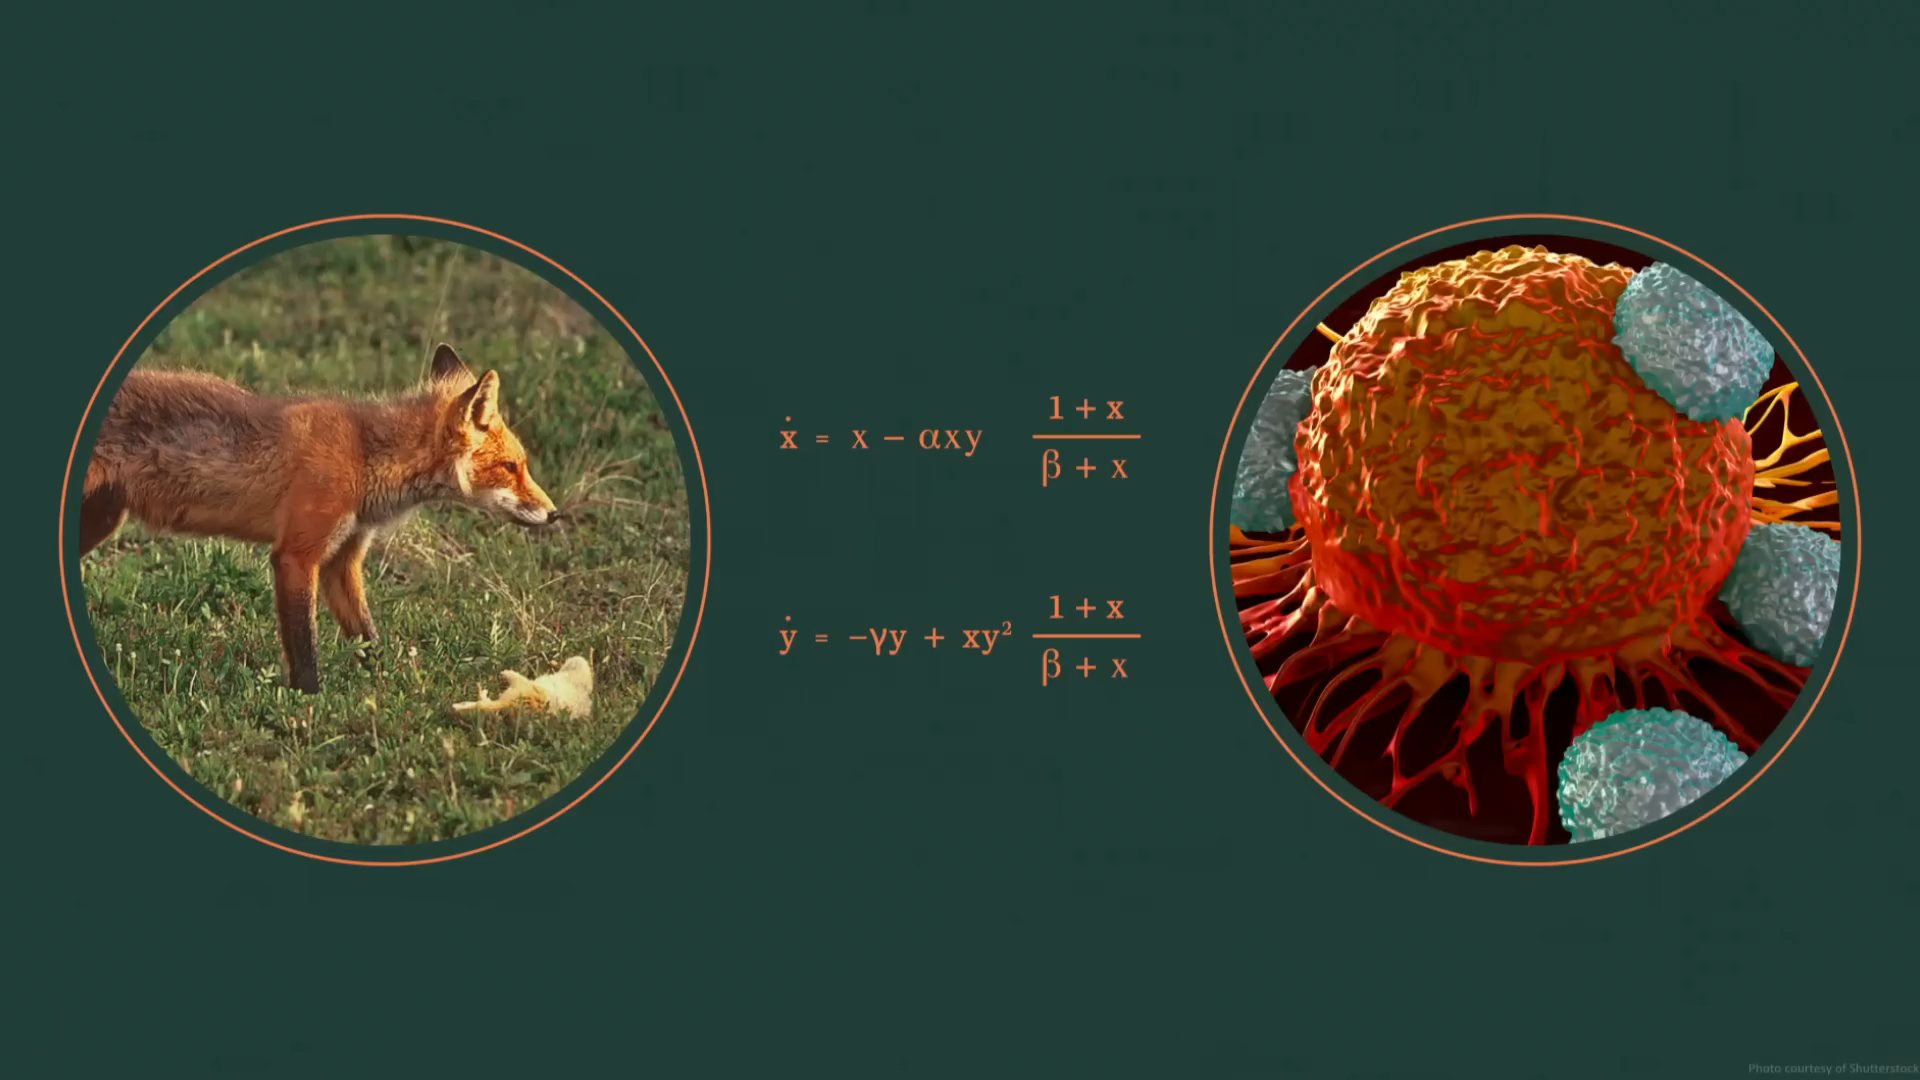 ẋ = x − αxy (1 + x)/(β + x)
ẏ = −γy + xy² (1 + x)/(β + x)
Photo courtesy of Shutterstock